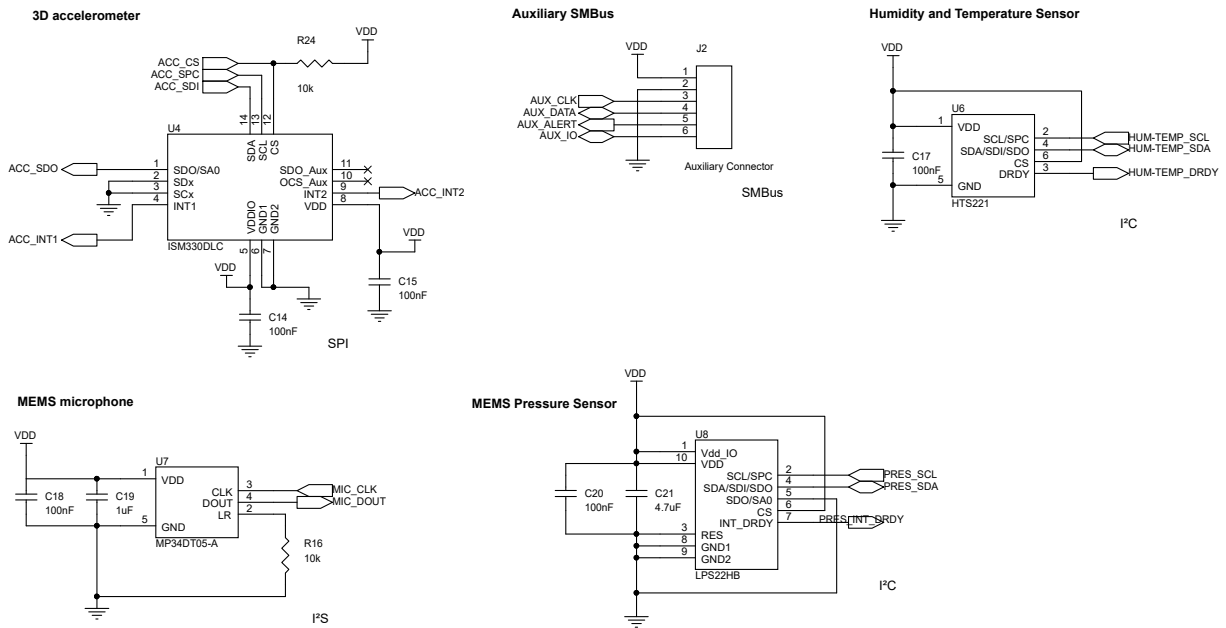 3D accelerometer
R24
VDD
10k
ACC_CS
ACC_SPC
ACC_SDI
14
13
12
U4
SDA
SCL
CS
ACC_SDO
1
SDO/SA0
2
SDx
3
SCx
4
INT1
ACC_INT1
SDO_Aux
11
OCS_Aux
10
INT2
9
ACC_INT2
VDD
8
VDDIO
GND1
GND2
ISM330DLC
5
6
7
VDD
VDD
C15
100nF
C14
100nF
SPI
Auxiliary SMBus
VDD
J2
1
2
3
4
5
6
AUX_CLK
AUX_DATA
AUX_ALERT
AUX_IO
Auxiliary Connector
SMBus
Humidity and Temperature Sensor
VDD
U6
1
VDD
SCL/SPC
2
HUM-TEMP_SCL
SDA/SDI/SDO
4
HUM-TEMP_SDA
CS
6
DRDY
3
HUM-TEMP_DRDY
5
GND
HTS221
C17
100nF
I²C
MEMS microphone
VDD
U7
1
VDD
CLK
3
MIC_CLK
DOUT
4
MIC_DOUT
LR
2
5
GND
MP34DT05-A
C18
100nF
C19
1uF
R16
10k
I²S
MEMS Pressure Sensor
VDD
U8
1
Vdd_IO
10
VDD
SCL/SPC
2
PRES_SCL
SDA/SDI/SDO
4
PRES_SDA
SDO/SA0
5
CS
6
INT_DRDY
7
PRES_INT_DRDY
3
RES
8
GND1
9
GND2
LPS22HB
C20
100nF
C21
4.7uF
I²C